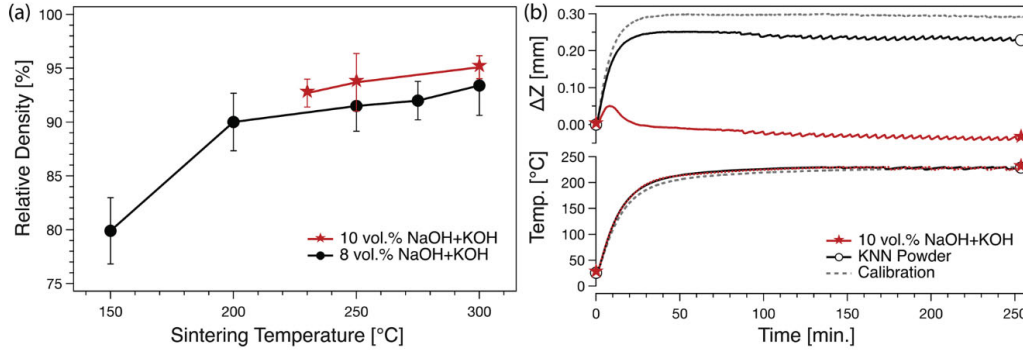 (a)
100
95
90
85
80
75
Relative Density [%]
150
200
250
300
Sintering Temperature [°C]
10 vol.% NaOH+KOH
8 vol.% NaOH+KOH
(b)
0.30
0.20
0.10
0.00
ΔZ [mm]
250
200
150
100
50
0
Temp. [°C]
0
50
100
150
200
250
Time [min.]
10 vol.% NaOH+KOH
KNN Powder
Calibration